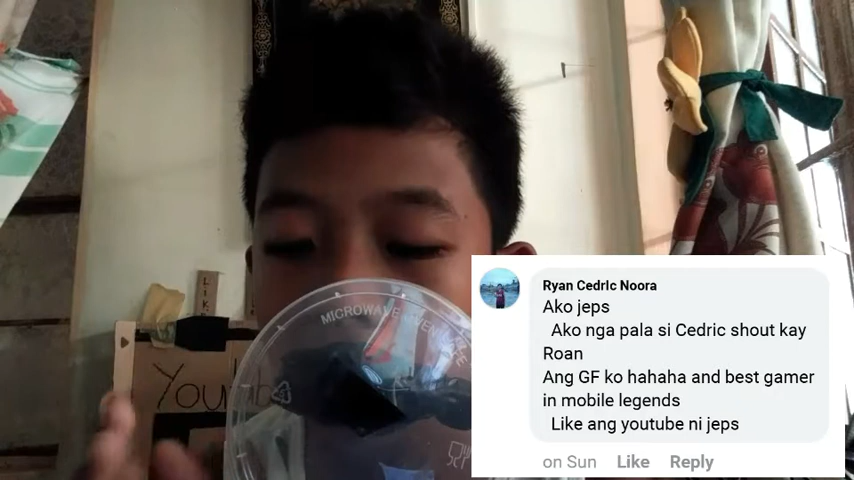 MICROWAVE
LIK
Youtube
Ryan Cedric Noora
Ako jeps
Ako nga pala si Cedric shout kay
Roan
Ang GF ko hahaha and best gamer
in mobile legends
Like ang youtube ni jeps
on Sun Like Reply